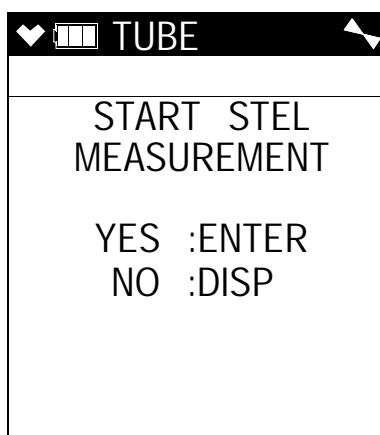 TUBE
START STEL
MEASUREMENT
YES :ENTER
NO :DISP